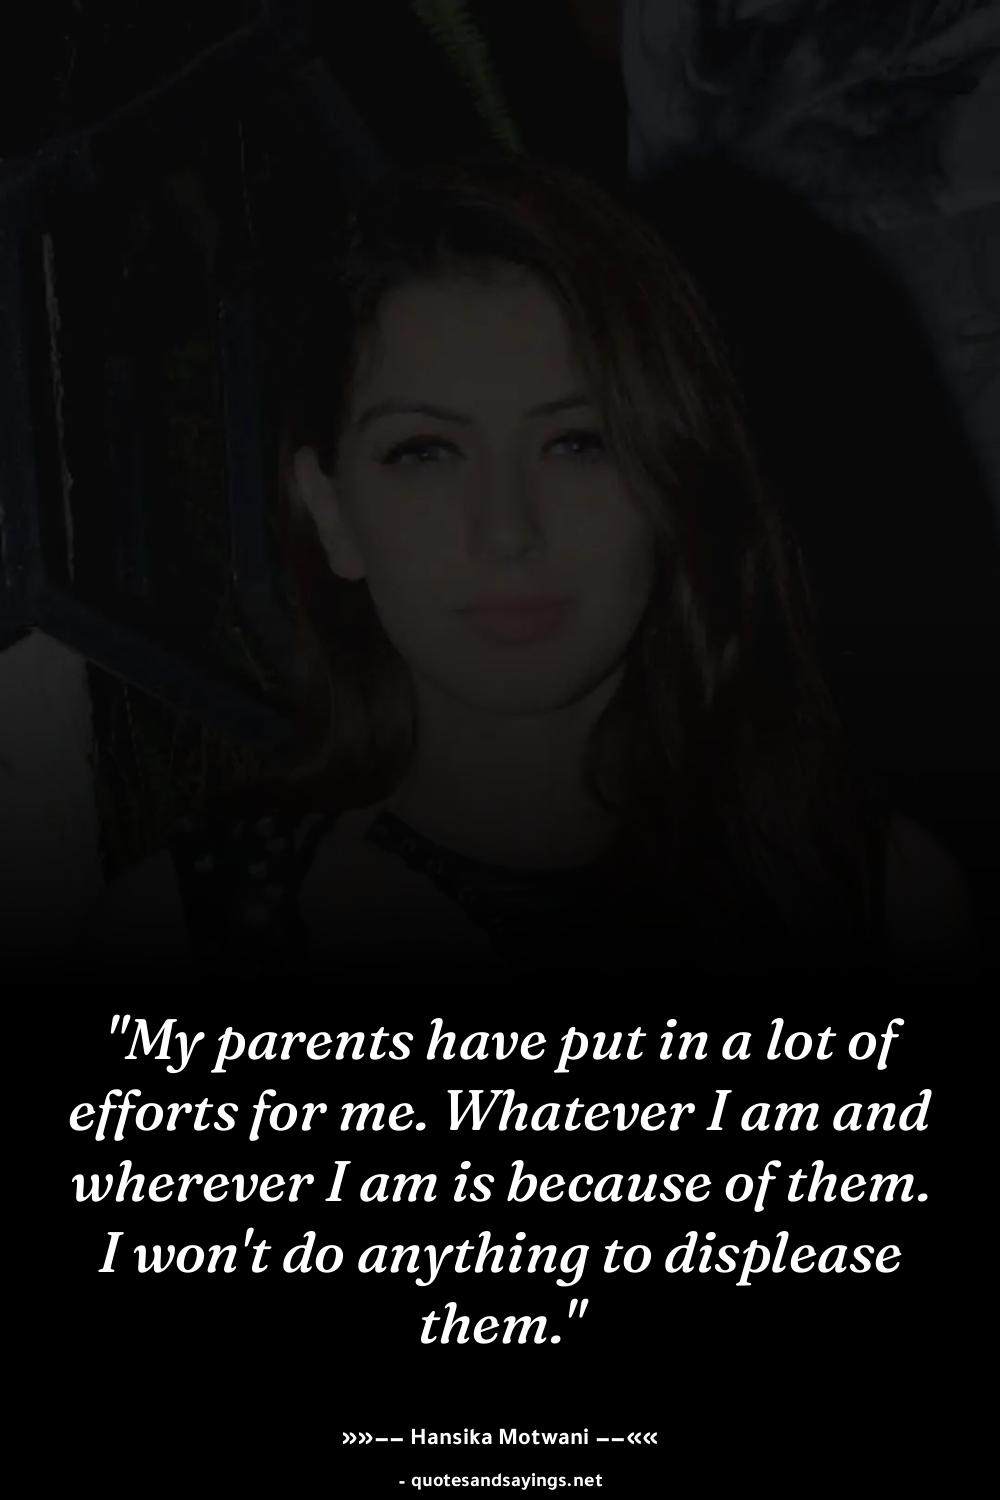 "My parents have put in a lot of
efforts for me. Whatever I am and
wherever I am is because of them.
I won't do anything to displease
them."
»»-- Hansika Motwani --««
- quotesandsayings.net